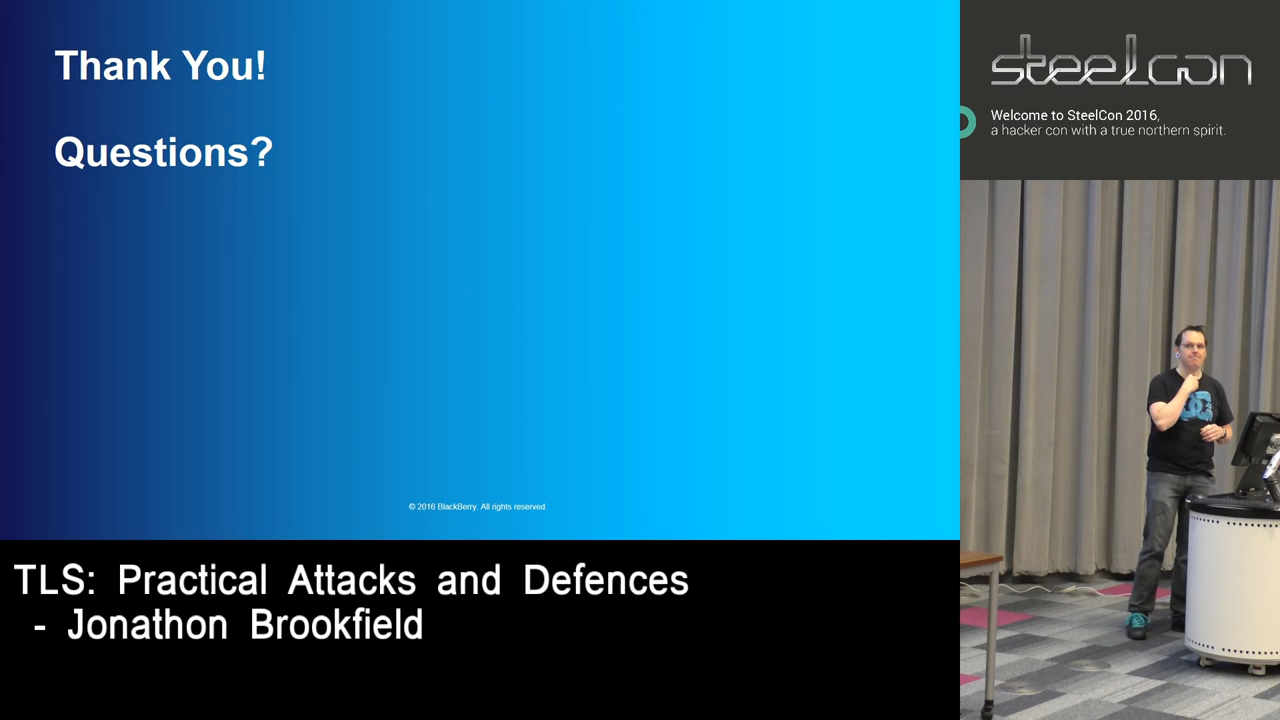 Thank You!
Questions?
© 2016 BlackBerry. All rights reserved.
steelcon
Welcome to SteelCon 2016,
a hacker con with a true northern spirit.
TLS: Practical Attacks and Defences
- Jonathon Brookfield